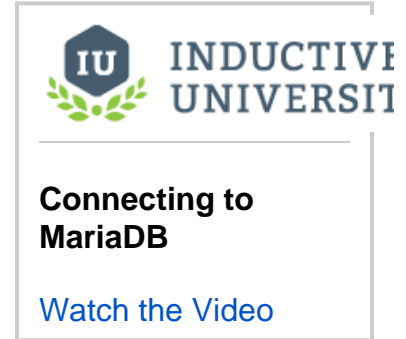 IU
INDUCTIVE
UNIVERSIT
Connecting to
MariaDB
Watch the Video